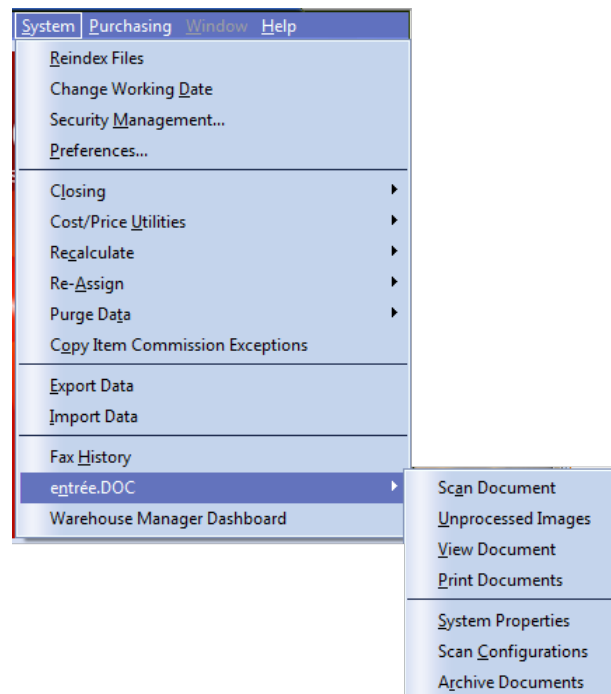 System Purchasing Window Help
Reindex Files
Change Working Date
Security Management...
Preferences...
Closing
Cost/Price Utilities
Recalculate
Re-Assign
Purge Data
Copy Item Commission Exceptions
Export Data
Import Data
Fax History
entrée.DOC
Warehouse Manager Dashboard
Scan Document
Unprocessed Images
View Document
Print Documents
System Properties
Scan Configurations
Archive Documents